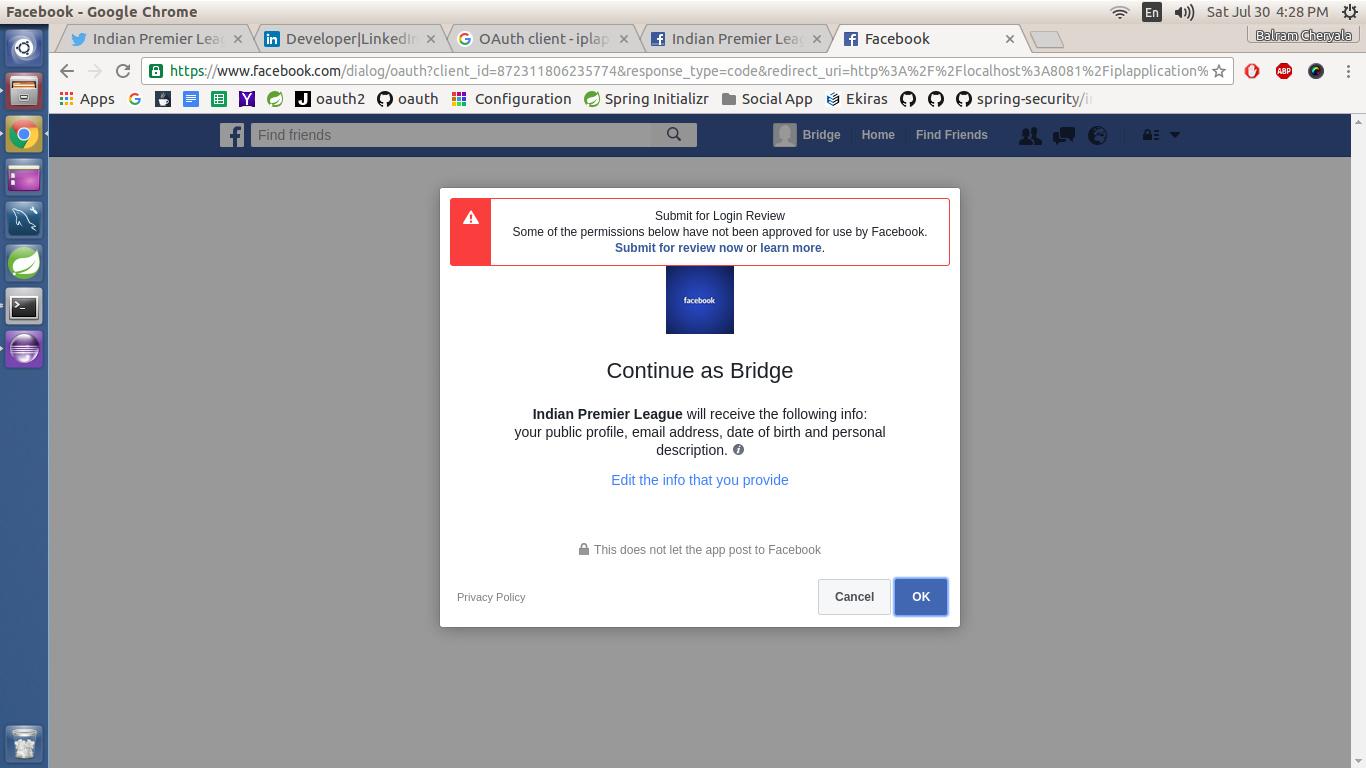 Facebook - Google Chrome
En
Sat Jul 30 4:28 PM
Balram Cheryala
Indian Premier Lea
Developer|LinkedIn
OAuth client - iplap
Indian Premier Lea
Facebook
https://www.facebook.com/dialog/oauth?client_id=872311806235774&response_type=code&redirect_uri=http%3A%2F%2Flocalhost%3A8081%2Fiplapplication%
ABP
Apps
oauth2
oauth
Configuration
Spring Initializr
Social App
Ekiras
spring-security/
Find friends
Bridge
Home
Find Friends
Submit for Login Review
Some of the permissions below have not been approved for use by Facebook.
Submit for review now or learn more.
facebook
Continue as Bridge
Indian Premier League will receive the following info:
your public profile, email address, date of birth and personal
description.
Edit the info that you provide
This does not let the app post to Facebook
Privacy Policy
Cancel
OK